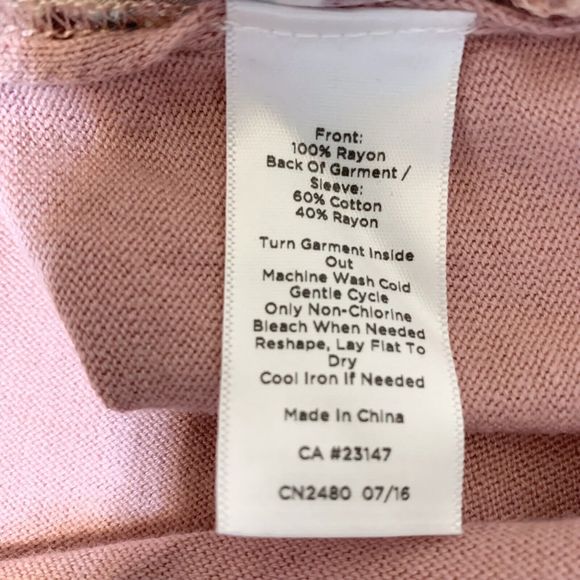 Front:
100% Rayon
Back Of Garment /
Sleeve:
60% Cotton
40% Rayon
Turn Garment Inside
Out
Machine Wash Cold
Gentle Cycle
Only Non-Chlorine
Bleach When Needed
Reshape, Lay Flat To
Dry
Cool Iron If Needed
Made In China
CA #23147
CN2480 07/16